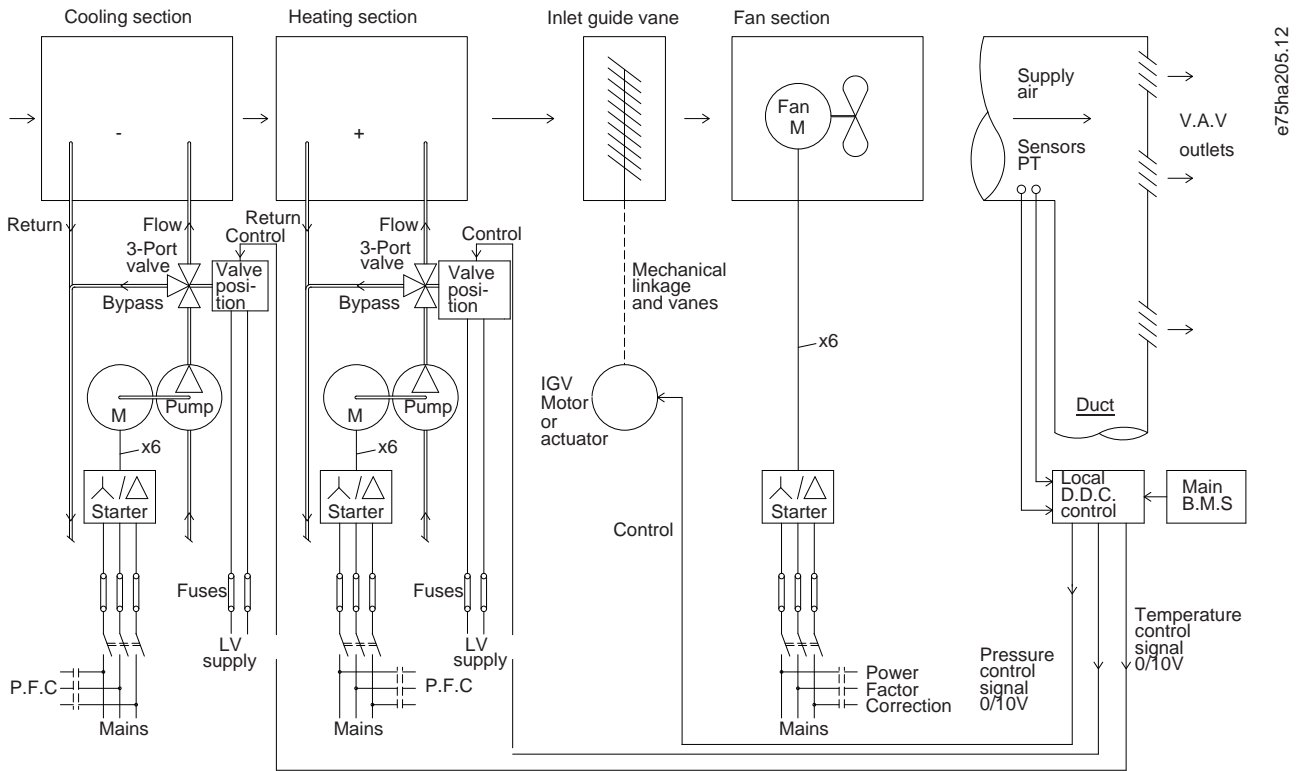 Cooling section
Heating section
Inlet guide vane
Fan section
e75ha205.12
-
+
Fan
M
Supply
air
Sensors
PT
V.A.V
outlets
Return
Flow
3-Port
valve
Bypass
Control
Valve
posi-
tion
Return
Flow
3-Port
valve
Bypass
Control
Valve
posi-
tion
Mechanical
linkage
and vanes
x6
M
Pump
x6
M
Pump
x6
IGV
Motor
or
actuator
Duct
Starter
Starter
Starter
Local
D.D.C.
control
Main
B.M.S
Control
Fuses
Fuses
LV
supply
LV
supply
P.F.C
P.F.C
Mains
Mains
Mains
Power
Factor
Correction
Pressure
control
signal
0/10V
Temperature
control
signal
0/10V